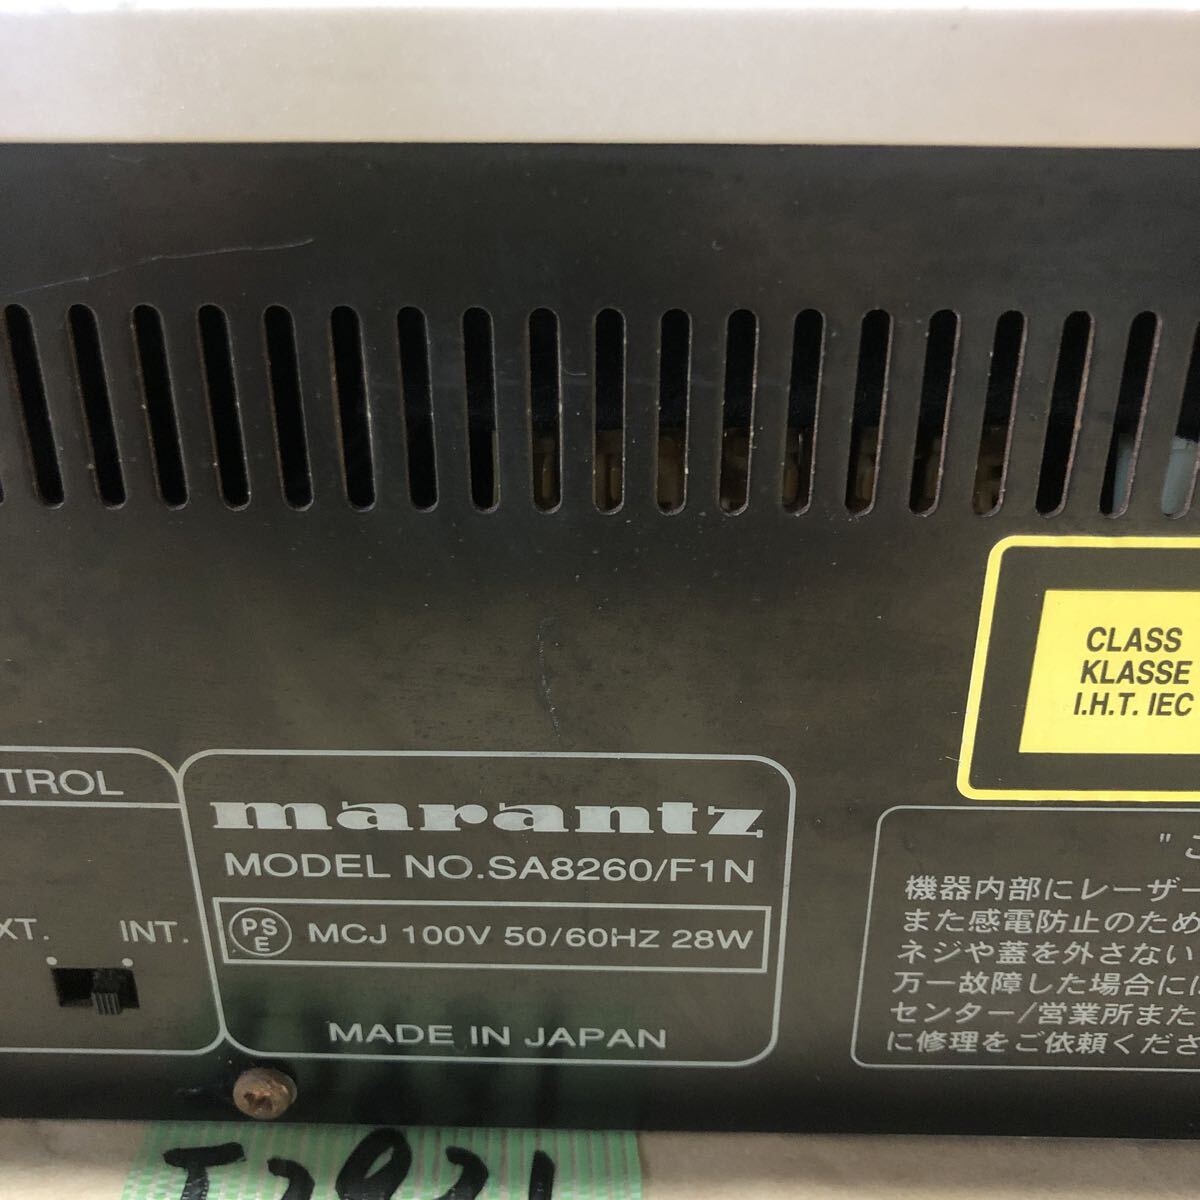 CLASS
KLASSE
I.H.T. IEC
TROL
XT. INT.
marantz
MODEL NO.SA8260/F1N
PSE MCJ 100V 50/60HZ 28W
MADE IN JAPAN
"こ
機器内部にレーザー
また感電防止のため
ネジや蓋を外さない
万一故障した場合には
センター/営業所また
に修理をご依頼くださ